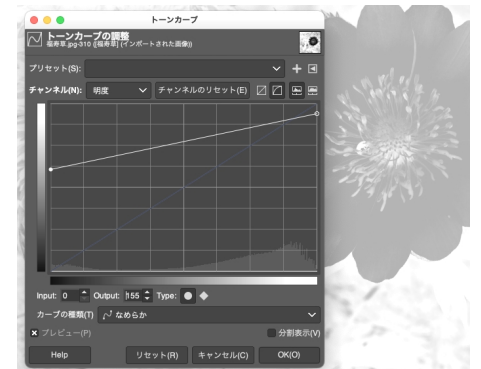 トーンカーブ
トーンカーブの調整
福寿草.jpg-310 ([福寿草] (インポートされた画像))
プリセット(S):
チャンネル(N): 明度 チャンネルのリセット(E)
Input: 0 Output: 155 Type:
カーブの種類(T) なめらか
プレビュー(P) 分割表示(V)
Help リセット(R) キャンセル(C) OK(O)